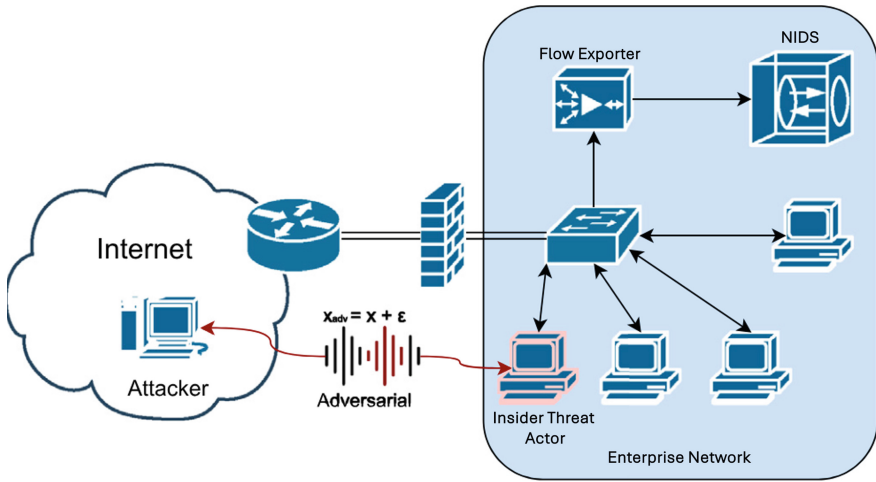 NIDS
Flow Exporter
Internet
Xadv = x + ε
Attacker
Adversarial
Insider Threat
Actor
Enterprise Network